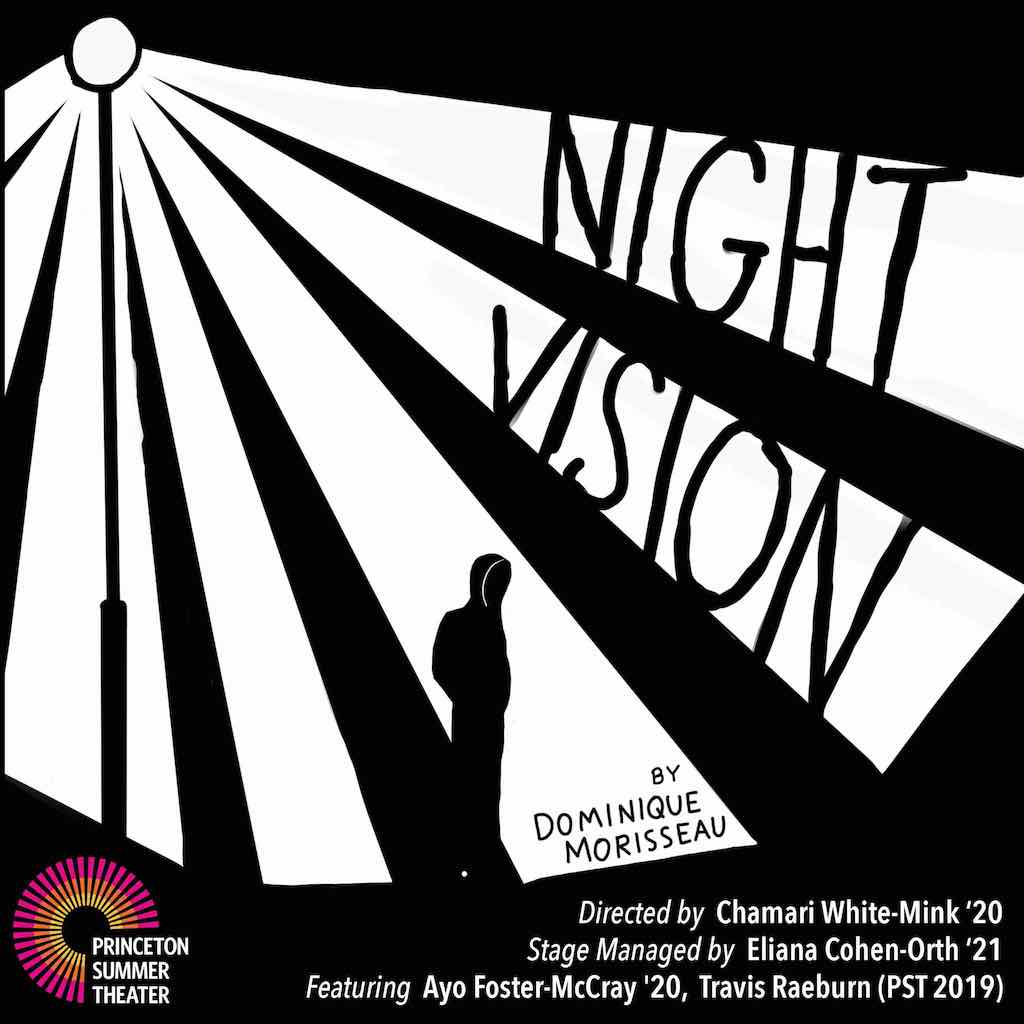 NIGHT
VISION
BY
DOMINIQUE
MORISSEAU
Directed by Chamari White-Mink ‘20
Stage Managed by Eliana Cohen-Orth ‘21
Featuring Ayo Foster-McCray '20, Travis Raeburn (PST 2019)
PRINCETON
SUMMER
THEATER